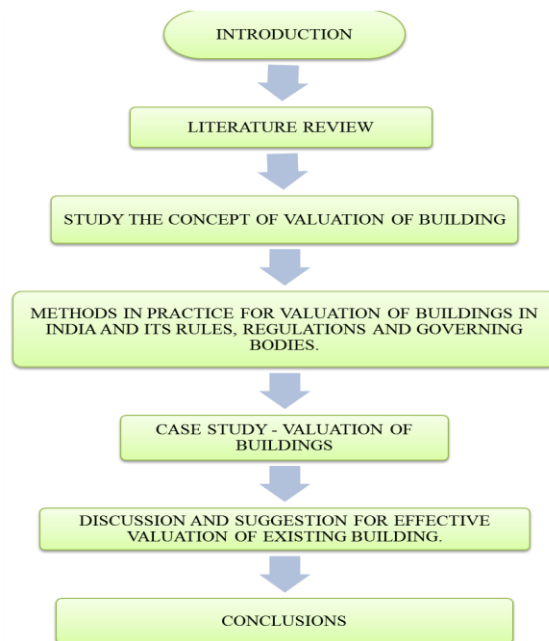 INTRODUCTION
LITERATURE REVIEW
STUDY THE CONCEPT OF VALUATION OF BUILDING
METHODS IN PRACTICE FOR VALUATION OF BUILDINGS IN
INDIA AND ITS RULES, REGULATIONS AND GOVERNING
BODIES.
CASE STUDY - VALUATION OF
BUILDINGS
DISCUSSION AND SUGGESTION FOR EFFECTIVE
VALUATION OF EXISTING BUILDING.
CONCLUSIONS